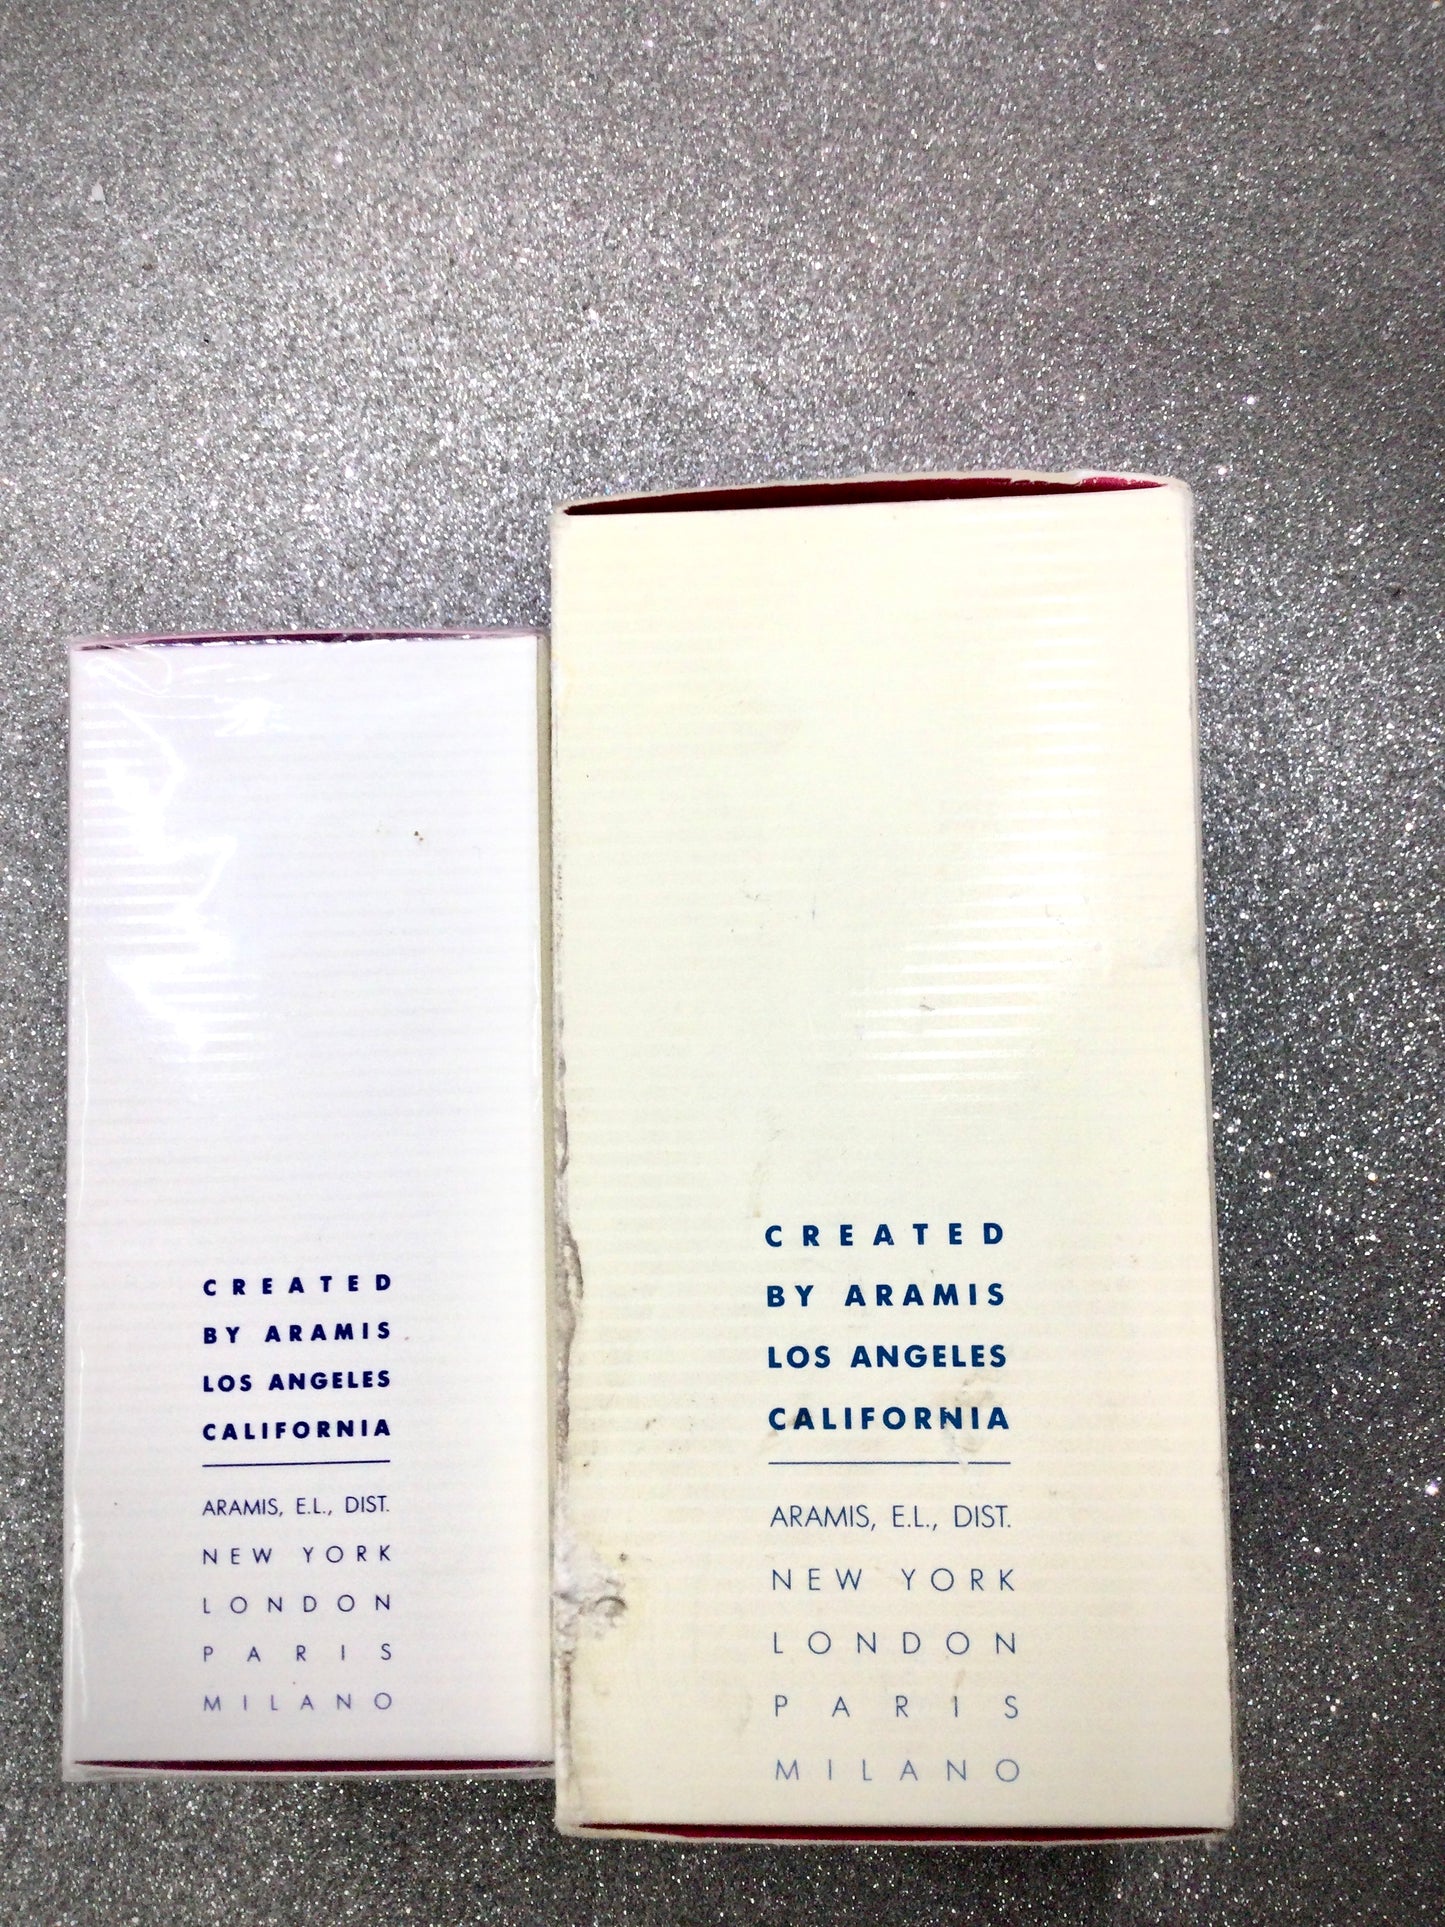 CREATED
BY ARAMIS
LOS ANGELES
CALIFORNIA
ARAMIS, E.L., DIST.
NEW YORK
LONDON
PARIS
MILANO
CREATED
BY ARAMIS
LOS ANGELES
CALIFORNIA
ARAMIS, E.L., DIST.
NEW YORK
LONDON
PARIS
MILANO